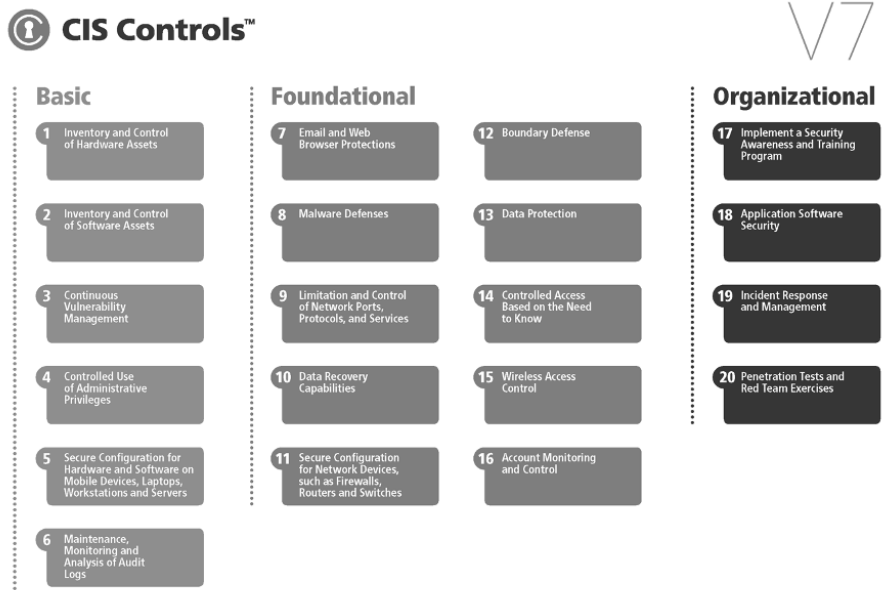 CIS Controls™
V7
Basic
1 Inventory and Control
of Hardware Assets
2 Inventory and Control
of Software Assets
3 Continuous
Vulnerability
Management
4 Controlled Use
of Administrative
Privileges
5 Secure Configuration for
Hardware and Software on
Mobile Devices, Laptops,
Workstations and Servers
6 Maintenance,
Monitoring and
Analysis of Audit
Logs
Foundational
7 Email and Web
Browser Protections
8 Malware Defenses
9 Limitation and Control
of Network Ports,
Protocols, and Services
10 Data Recovery
Capabilities
11 Secure Configuration
for Network Devices,
such as Firewalls,
Routers and Switches
12 Boundary Defense
13 Data Protection
14 Controlled Access
Based on the Need
to Know
15 Wireless Access
Control
16 Account Monitoring
and Control
Organizational
17 Implement a Security
Awareness and Training
Program
18 Application Software
Security
19 Incident Response
and Management
20 Penetration Tests and
Red Team Exercises